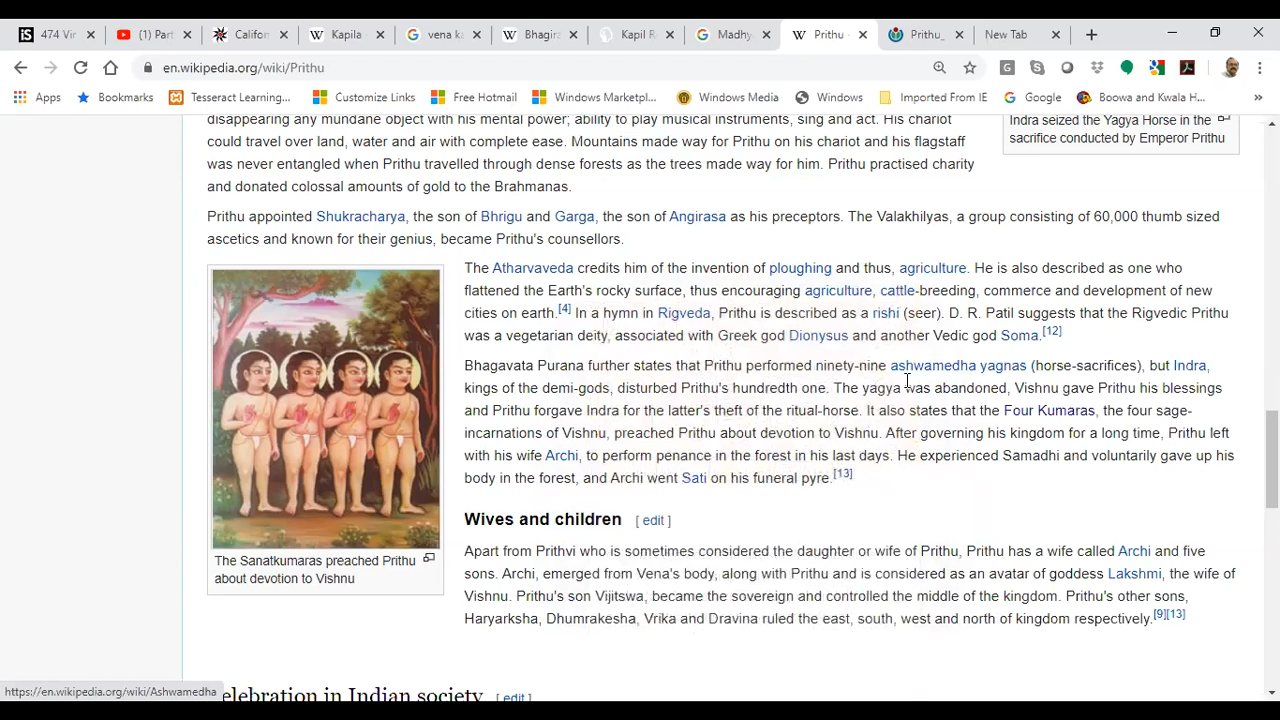 474 Vir
(1) Part
Califor
Kapila -
vena ka
Bhagira
Kapil R
Madhy
Prithu -
Prithu_
New Tab
en.wikipedia.org/wiki/Prithu
Apps
Bookmarks
Tesseract Learning...
Customize Links
Free Hotmail
Windows Marketpl...
Windows Media
Windows
Imported From IE
Google
Boowa and Kwala H...
disappearing any mundane object with his mental power; ability to play musical instruments, sing and act. His chariot
could travel over land, water and air with complete ease. Mountains made way for Prithu on his chariot and his flagstaff
was never entangled when Prithu travelled through dense forests as the trees made way for him. Prithu practised charity
and donated colossal amounts of gold to the Brahmanas.
Indra seized the Yagya Horse in the
sacrifice conducted by Emperor Prithu
Prithu appointed Shukracharya, the son of Bhrigu and Garga, the son of Angirasa as his preceptors. The Valakhilyas, a group consisting of 60,000 thumb sized
ascetics and known for their genius, became Prithu's counsellors.
The Sanatkumaras preached Prithu
about devotion to Vishnu
The Atharvaveda credits him of the invention of ploughing and thus, agriculture. He is also described as one who
flattened the Earth's rocky surface, thus encouraging agriculture, cattle-breeding, commerce and development of new
cities on earth.[4] In a hymn in Rigveda, Prithu is described as a rishi (seer). D. R. Patil suggests that the Rigvedic Prithu
was a vegetarian deity, associated with Greek god Dionysus and another Vedic god Soma.[12]
Bhagavata Purana further states that Prithu performed ninety-nine ashwamedha yagnas (horse-sacrifices), but Indra,
kings of the demi-gods, disturbed Prithu's hundredth one. The yagya was abandoned, Vishnu gave Prithu his blessings
and Prithu forgave Indra for the latter's theft of the ritual-horse. It also states that the Four Kumaras, the four sage-
incarnations of Vishnu, preached Prithu about devotion to Vishnu. After governing his kingdom for a long time, Prithu left
with his wife Archi, to perform penance in the forest in his last days. He experienced Samadhi and voluntarily gave up his
body in the forest, and Archi went Sati on his funeral pyre.[13]
Wives and children [ edit ]
Apart from Prithvi who is sometimes considered the daughter or wife of Prithu, Prithu has a wife called Archi and five
sons. Archi, emerged from Vena's body, along with Prithu and is considered as an avatar of goddess Lakshmi, the wife of
Vishnu. Prithu's son Vijitswa, became the sovereign and controlled the middle of the kingdom. Prithu's other sons,
Haryarksha, Dhumrakesha, Vrika and Dravina ruled the east, south, west and north of kingdom respectively.[9][13]
elebration in Indian society [ edit ]
https://en.wikipedia.org/wiki/Ashwamedha